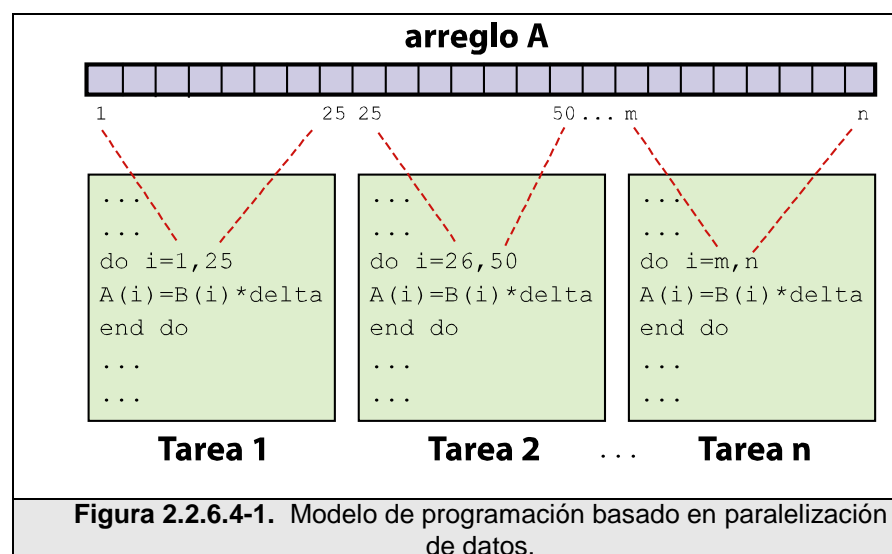 arreglo A
1 25 25 50 ... m n
... ... ...
... ... ...
do i=1,25 do i=26,50 do i=m,n
A(i)=B(i)*delta A(i)=B(i)*delta A(i)=B(i)*delta
end do end do end do
... ... ...
... ... ...
Tarea 1 Tarea 2 ... Tarea n
Figura 2.2.6.4-1. Modelo de programación basado en paralelización
de datos.